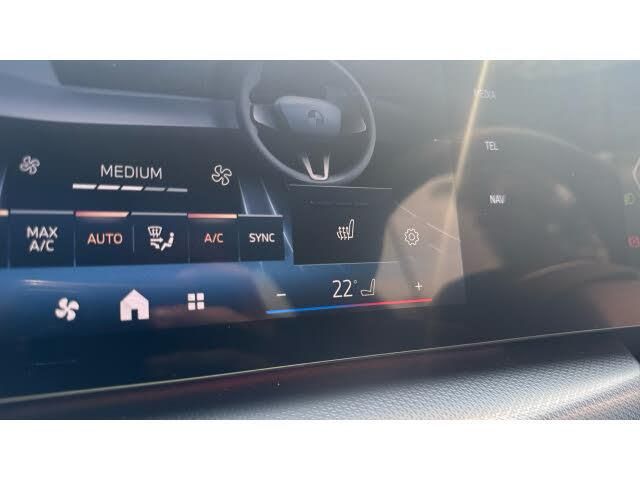 MEDIA
TEL
NAV
MEDIUM
MAX
A/C
AUTO
A/C
SYNC
- 22° +